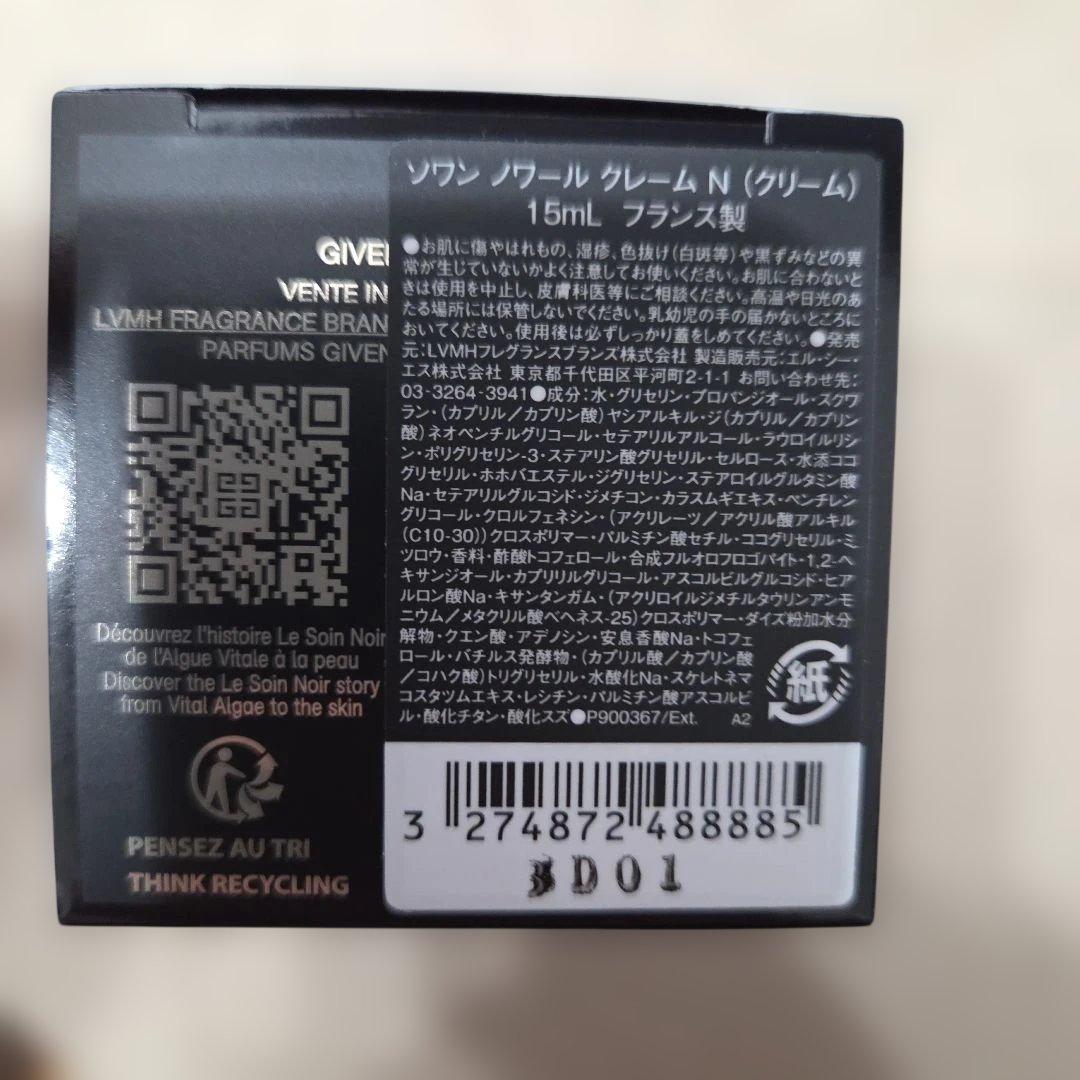 ソワン ノワール クレーム N (クリーム)
15mL フランス製
●お肌に傷やはれもの、湿疹、色抜け(白斑等)や黒ずみなどの異
常が生じていないかよく注意してお使いください。お肌に合わないと
きは使用を中止し、皮膚科医等にご相談ください。高温や日光のあ
たる場所には保管しないでください。乳幼児の手の届かないところに
おいてください。使用後は必ずしっかり蓋をしめてください。●発売
元:LVMHフレグランスブランズ株式会社 製造販売元:エル・シー・
エス株式会社 東京都千代田区平河町2-1-1 お問い合わせ先:
03-3264-3941●成分:水・グリセリン・プロパンジオール・スクワ
ラン・(カプリル/カプリン酸)ヤシアルキル・ジ(カプリル/カプリン
酸)ネオペンチルグリコール・セテアリルアルコール・ラウロイルリシ
ン・ポリグリセリン-3・ステアリン酸グリセリル・セルロース・水添ココ
グリセリル・ホホバエステル・ジグリセリン・ステアロイルグルタミン酸
Na・セテアリルグルコシド・ジメチコン・カラスムギエキス・ペンチレン
グリコール・クロルフェネシン・(アクリレーツ/アクリル酸アルキル
(C10-30))クロスポリマー・パルミチン酸セチル・ココグリセリル・ミ
ツロウ・香料・酢酸トコフェロール・合成フルオロフロゴパイト・1,2-ヘ
キサンジオール・カプリリルグリコール・アスコルビルグルコシド・ヒア
ルロン酸Na・キサンタンガム・(アクリロイルジメチルタウリンアンモ
ニウム/メタクリル酸ベヘネス-25)クロスポリマー・ダイズ粉加水分
解物・クエン酸・アデノシン・安息香酸Na・トコフェ
ロール・バチルス発酵物・(カプリル酸/カプリン酸
/コハク酸)トリグリセリル・水酸化Na・スケレトネマ
コスタツムエキス・レシチン・パルミチン酸アスコルビ
ル・酸化チタン・酸化スズ●P900367/Ext. A2
紙
GIVE
VENTE IN
LVMH FRAGRANCE BRAN
PARFUMS GIVEN
Découvrez l'histoire Le Soin Noir
de l'Algue Vitale à la peau
Discover the Le Soin Noir story
from Vital Algae to the skin
PENSEZ AU TRI
THINK RECYCLING
3 274872 488885
D01